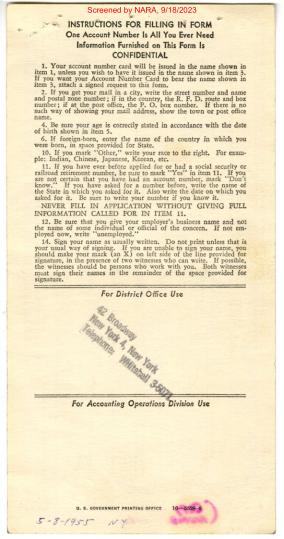 Screened by NARA, 9/18/2023
INSTRUCTIONS FOR FILLING IN FORM
One Account Number Is All You Ever Need
Information Furnished on This Form Is
CONFIDENTIAL
1. Your account number card will be issued in the name shown in
item 1, unless you wish to have it issued in the name shown in item 3.
If you want your Account Number Card to bear the name shown in
item 3, attach a signed request to this form.
2. If you get your mail in a city, write the street number and name
and postal zone number; if in the country, the R. F. D. route and box
number; if at the post office, the P. O. box number. If there is no
such way of showing your mail address, show the town or post office
name.
4. Be sure your age is correctly stated in accordance with the
date of birth shown in item 5.
6. If foreign-born, enter the name of the country in which you
were born, in space provided for State.
10. If you mark "Other," write your race to the right. For exam-
ple: Indian, Chinese, Japanese, Korean, etc.
11. If you have ever before applied for or had a social security or
railroad retirement number, be sure to mark "Yes" in item 11. If you
are not certain that you have had an account number, mark "Don't
know." If you have asked for a number before, write the name of
the State in which you asked for it. Also write the date on which you
asked for it. Be sure to write your number if you know it.
NEVER FILL IN APPLICATION WITHOUT GIVING FULL
INFORMATION CALLED FOR IN ITEM 11.
12. Be sure that you give your employer's business name and not
the name of some individual or official of the concern. If not em-
ployed now, write "unemployed."
14. Sign your name as usually written. Do not print unless that is
your usual way of signing. If you are unable to sign your name, you
should make your mark (an X) on left side of the line provided for
signature, in the presence of two witnesses who can write. If possible,
the witnesses should be persons who work with you. Both witnesses
must sign their names in the remainder of the space provided for
signature.
For District Office Use
42 Broadway
New York 4, New York
Telephone: Whitehall 3-5071
For Accounting Operations Division Use
U. S. GOVERNMENT PRINTING OFFICE
5-8-1955 NY